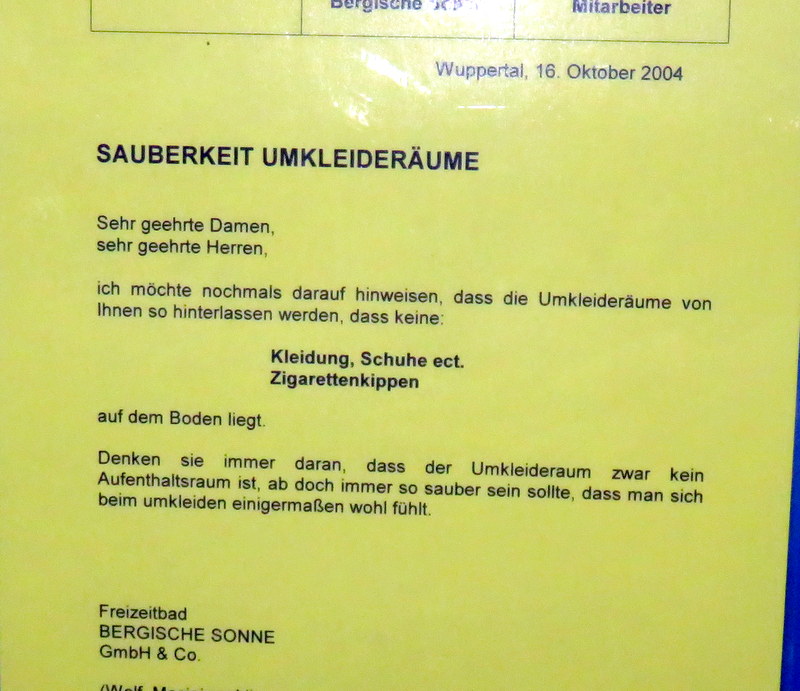 Bergische
Mitarbeiter
Wuppertal, 16. Oktober 2004
SAUBERKEIT UMKLEIDERÄUME
Sehr geehrte Damen,
sehr geehrte Herren,
ich möchte nochmals darauf hinweisen, dass die Umkleideräume von
Ihnen so hinterlassen werden, dass keine:
Kleidung, Schuhe ect.
Zigarettenkippen
auf dem Boden liegt.
Denken sie immer daran, dass der Umkleideraum zwar kein
Aufenthaltsraum ist, ab doch immer so sauber sein sollte, dass man sich
beim umkleiden einigermaßen wohl fühlt.
Freizeitbad
BERGISCHE SONNE
GmbH & Co.